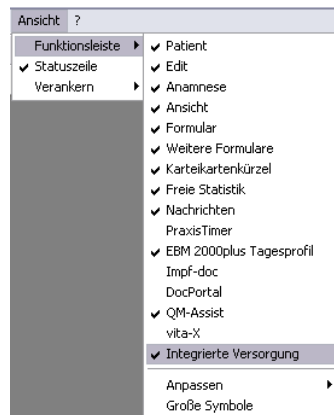 Ansicht ?
Funktionsleiste
Statuszeile
Verankern
Patient
Edit
Anamnese
Ansicht
Formular
Weitere Formulare
Karteikartenkürzel
Freie Statistik
Nachrichten
PraxisTimer
EBM 2000plus Tagesprofil
Impf-doc
DocPortal
QM-Assist
vita-X
Integrierte Versorgung
Anpassen
Große Symbole